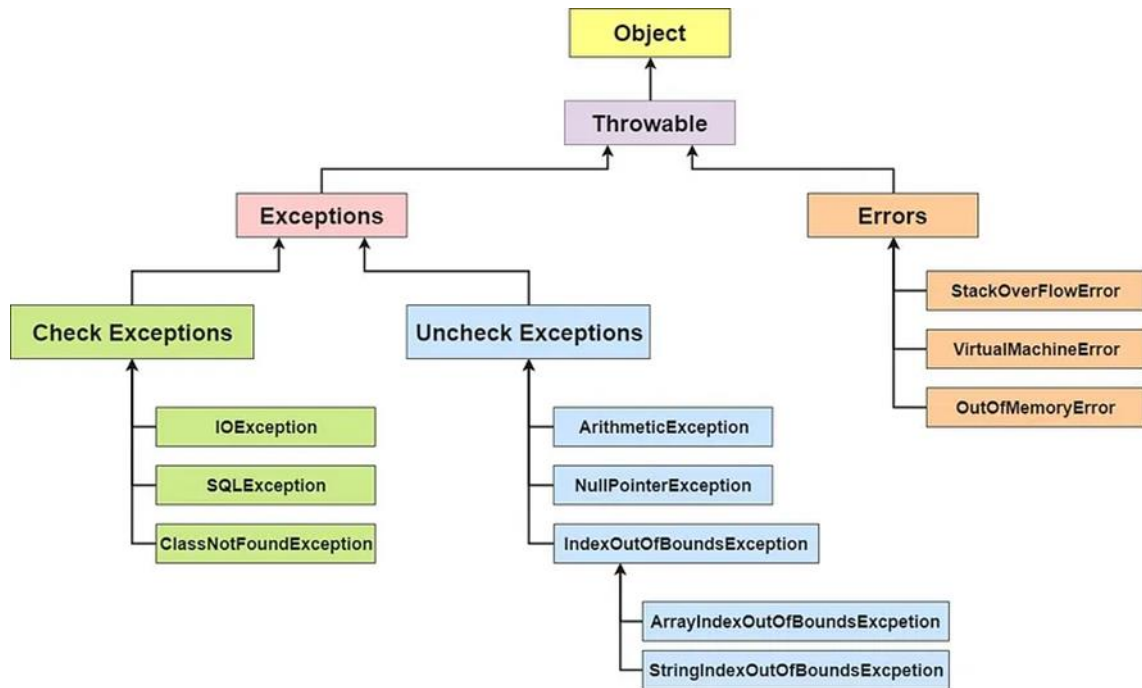 Object
Throwable
Exceptions
Errors
Check Exceptions
Uncheck Exceptions
StackOverFlowError
VirtualMachineError
OutOfMemoryError
IOException
SQLException
ClassNotFoundException
ArithmeticException
NullPointerException
IndexOutOfBoundsException
ArrayIndexOutOfBoundsExcpetion
StringIndexOutOfBoundsExcpetion